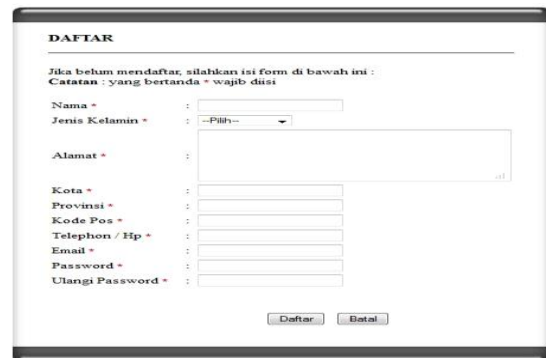 DAFTAR
Jika belum mendaftar, silahkan isi form di bawah ini :
Catatan : yang bertanda * wajib diisi
Nama * :
Jenis Kelamin * : --Pilih--
Alamat * :
Kota * :
Provinsi * :
Kode Pos * :
Telephon / Hp * :
Email * :
Password * :
Ulangi Password * :
Daftar Batal